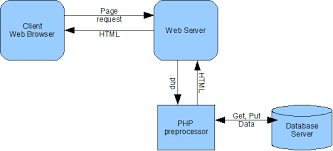 Client
Web Browser
Page
request
HTML
Web Server
php
HTML
PHP
preprocessor
Get, Put
Data
Database
Server